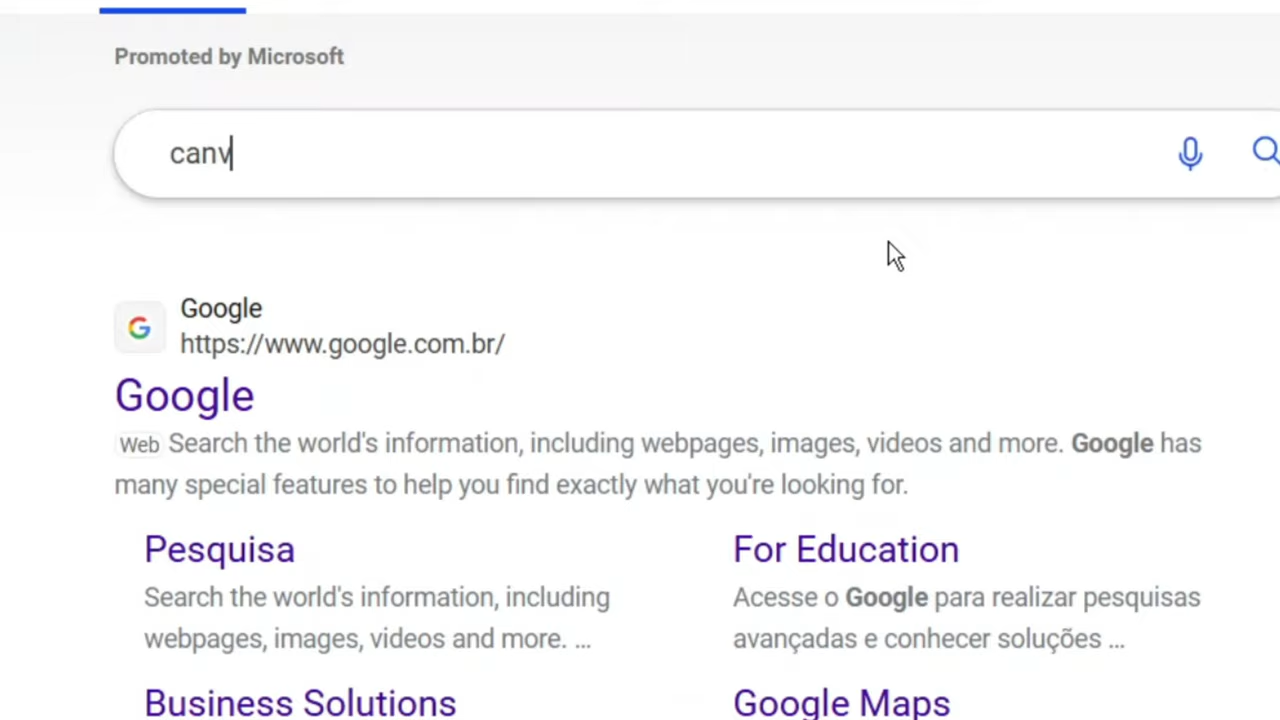 Promoted by Microsoft
canv
Google
https://www.google.com.br/
Google
Web Search the world's information, including webpages, images, videos and more. Google has
many special features to help you find exactly what you're looking for.
Pesquisa
For Education
Search the world's information, including
webpages, images, videos and more. ...
Acesse o Google para realizar pesquisas
avançadas e conhecer soluções ...
Business Solutions
Google Maps